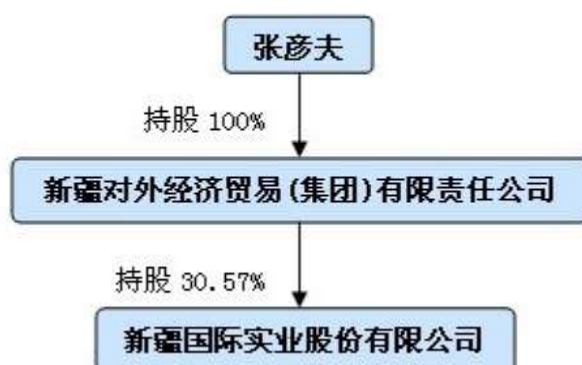 张彦夫
持股 100%
新疆对外经济贸易(集团)有限责任公司
持股 30.57%
新疆国际实业股份有限公司